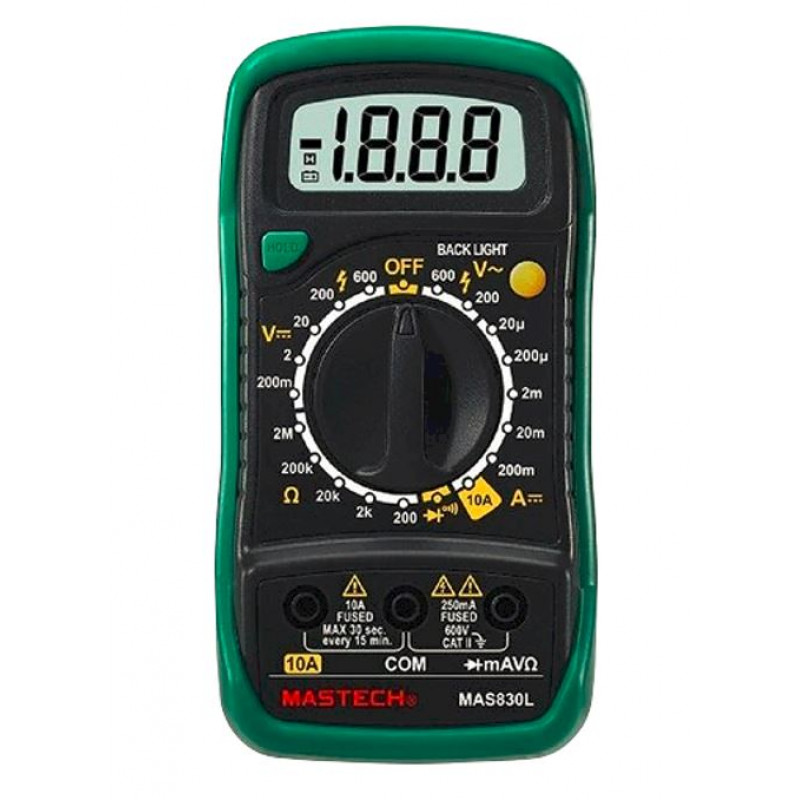 -1.8.8.8
H
HOLD
BACK LIGHT
OFF
600
200
20
V⎓
2
200m
2M
200k
Ω
20k
2k
200
600
V~
200
20µ
200µ
2m
20m
200m
10A
A⎓
10A
FUSED
MAX 30 sec.
every 15 min.
250mA
FUSED
600V
CAT II
10A
COM
mAVΩ
MASTECH®
MAS830L